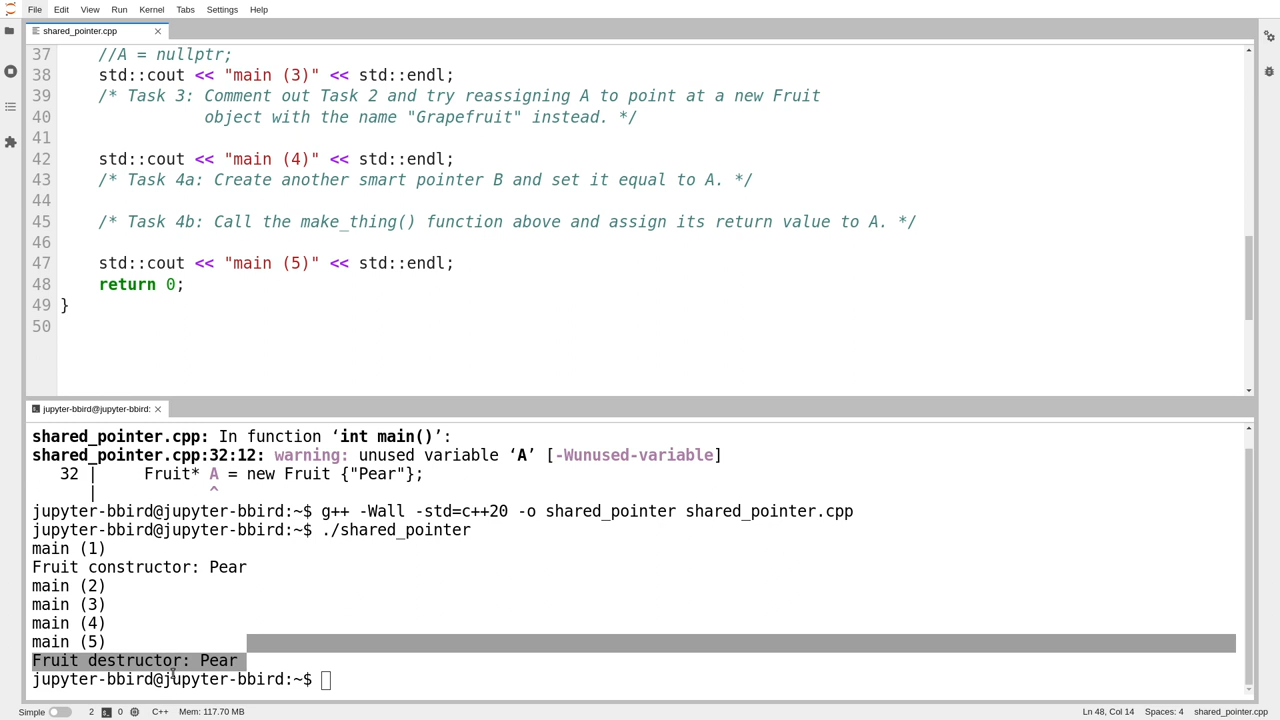 File Edit View Run Kernel Tabs Settings Help
shared_pointer.cpp
37 //A = nullptr;
38 std::cout << "main (3)" << std::endl;
39 /* Task 3: Comment out Task 2 and try reassigning A to point at a new Fruit
40 object with the name "Grapefruit" instead. */
41
42 std::cout << "main (4)" << std::endl;
43 /* Task 4a: Create another smart pointer B and set it equal to A. */
44
45 /* Task 4b: Call the make_thing() function above and assign its return value to A. */
46
47 std::cout << "main (5)" << std::endl;
48 return 0;
49 }
50
jupyter-bbird@jupyter-bbird:
shared_pointer.cpp: In function ‘int main()’:
shared_pointer.cpp:32:12: warning: unused variable ‘A’ [-Wunused-variable]
32 | Fruit* A = new Fruit {"Pear"};
| ^
jupyter-bbird@jupyter-bbird:~$ g++ -Wall -std=c++20 -o shared_pointer shared_pointer.cpp
jupyter-bbird@jupyter-bbird:~$ ./shared_pointer
main (1)
Fruit constructor: Pear
main (2)
main (3)
main (4)
main (5)
Fruit destructor: Pear
jupyter-bbird@jupyter-bbird:~$
Simple 2 0 C++ Mem: 117.70 MB Ln 48, Col 14 Spaces: 4 shared_pointer.cpp